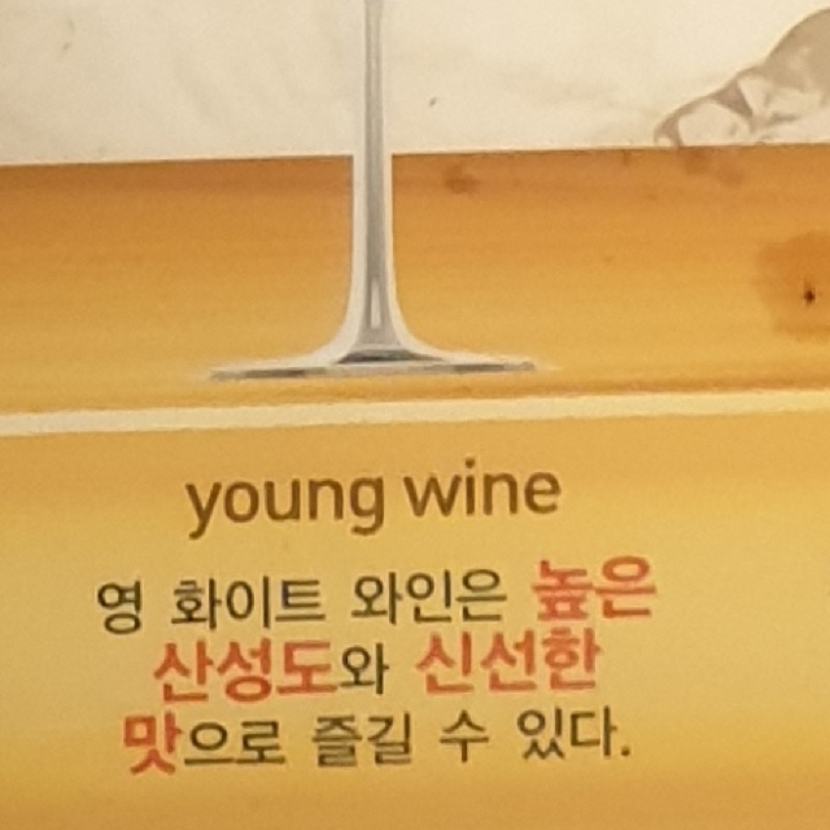 young wine
영 화이트 와인은 높은
산성도와 신선한
맛으로 즐길 수 있다.